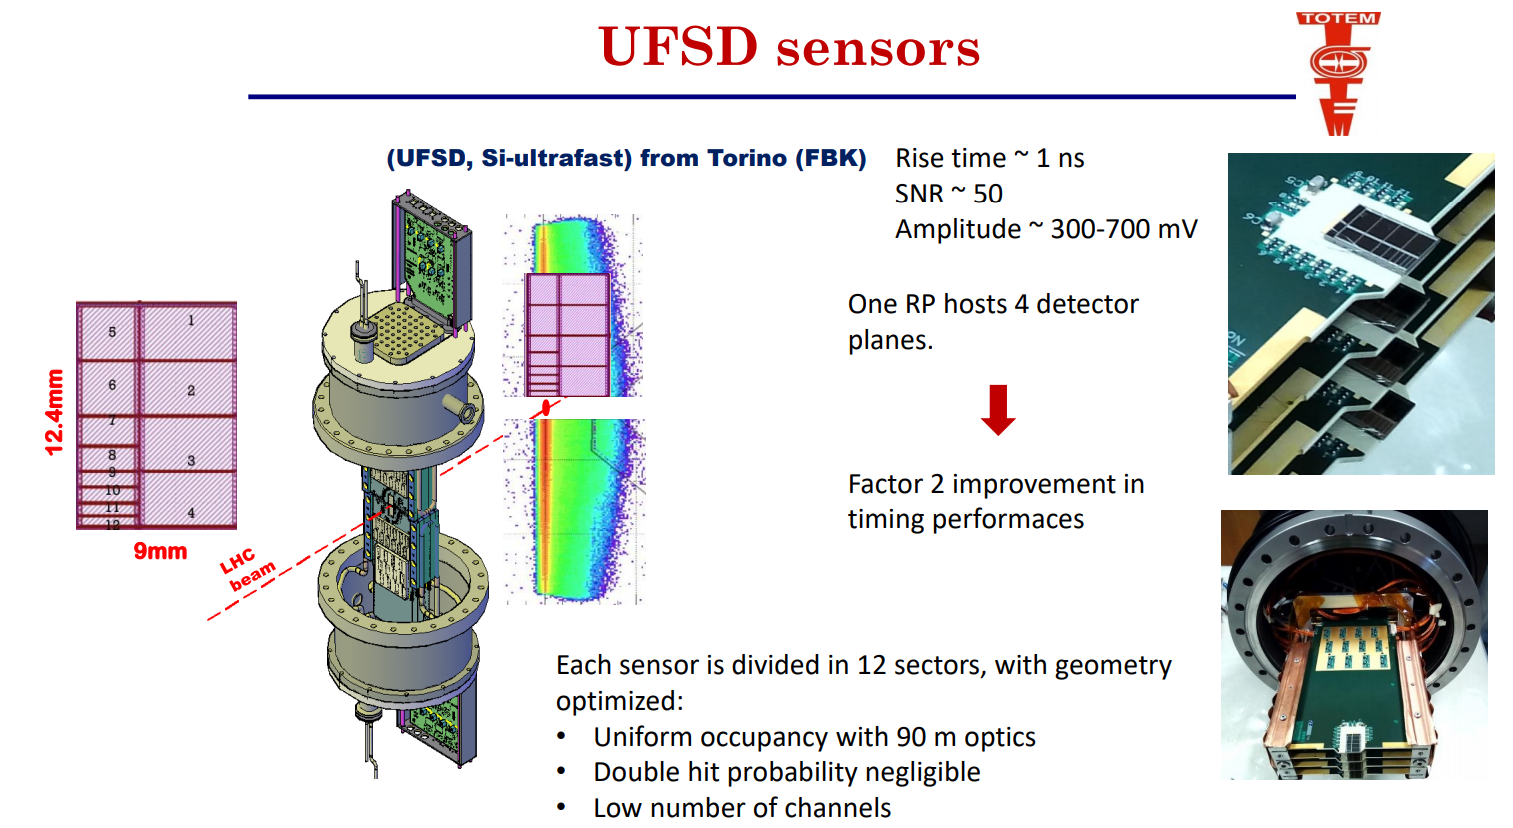 UFSD sensors
TOTEM
(UFSD, Si-ultrafast) from Torino (FBK)
Rise time ~ 1 ns
SNR ~ 50
Amplitude ~ 300-700 mV
One RP hosts 4 detector
planes.
Factor 2 improvement in
timing performaces
5
1
6
2
7
8
3
9
10
11
4
12
12.4mm
9mm
LHC
beam
C5
C6
Each sensor is divided in 12 sectors, with geometry
optimized:
• Uniform occupancy with 90 m optics
• Double hit probability negligible
• Low number of channels